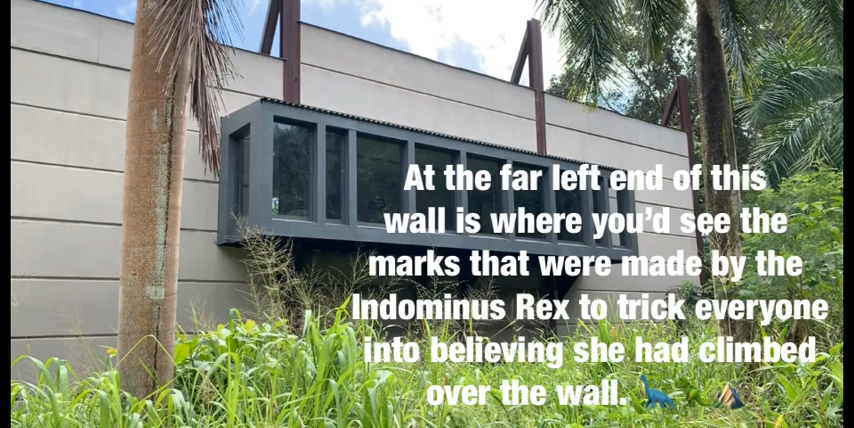 At the far left end of this
wall is where you'd see the
marks that were made by the
Indominus Rex to trick everyone
into believing she had climbed
over the wall. 🦕🦖⛰️